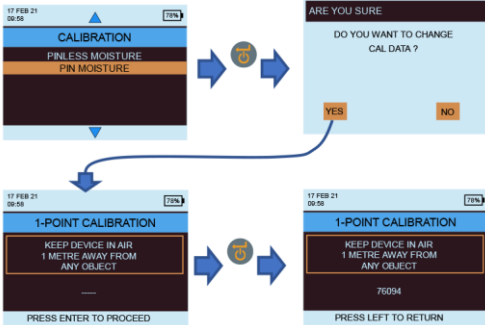 17 FEB 21
09:58
78%
CALIBRATION
PINLESS MOISTURE
PIN MOISTURE
ARE YOU SURE
DO YOU WANT TO CHANGE
CAL DATA ?
YES
NO
17 FEB 21
09:58
78%
1-POINT CALIBRATION
KEEP DEVICE IN AIR
1 METRE AWAY FROM
ANY OBJECT
----
PRESS ENTER TO PROCEED
17 FEB 21
09:58
78%
1-POINT CALIBRATION
KEEP DEVICE IN AIR
1 METRE AWAY FROM
ANY OBJECT
76094
PRESS LEFT TO RETURN